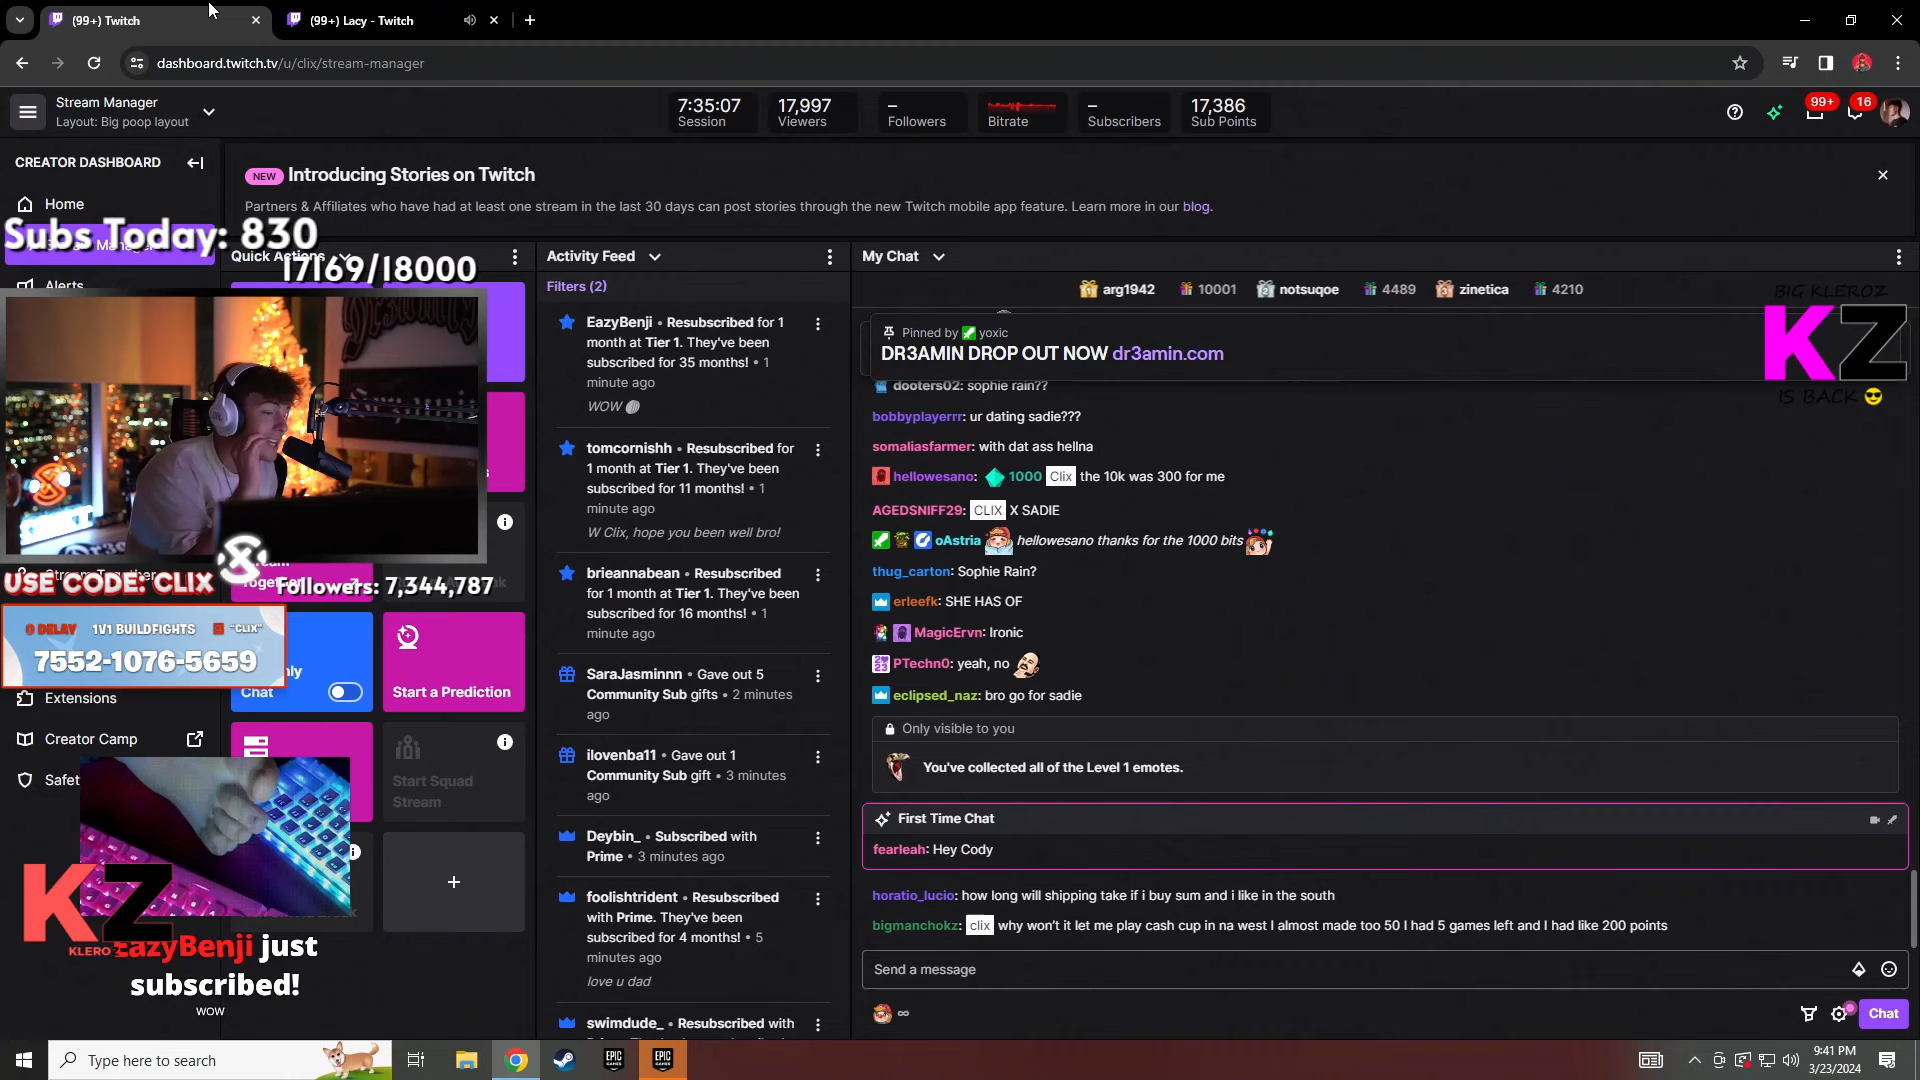 (99+) Twitch
(99+) Lacy - Twitch
dashboard.twitch.tv/u/clix/stream-manager
Stream Manager
Layout: Big poop layout
7:35:07
Session
17,997
Viewers
–
Followers
Bitrate
–
Subscribers
17,386
Sub Points
99+
16
CREATOR DASHBOARD
NEW Introducing Stories on Twitch
Partners & Affiliates who have had at least one stream in the last 30 days can post stories through the new Twitch mobile app feature. Learn more in our blog.
Home
Subs Today: 830
17169/18000
Alerts
Quick Actions
USE CODE: CLIX
Followers: 7,344,787
0 DELAY 1V1 BUILDFIGHTS "CLIX"
7552-1076-5659
Chat
Start a Prediction
Extensions
Creator Camp
Start Squad
Stream
KZ
EazyBenji just
subscribed!
WOW
Activity Feed
Filters (2)
EazyBenji • Resubscribed for 1
month at Tier 1. They've been
subscribed for 35 months! • 1
minute ago
WOW
tomcornishh • Resubscribed for
1 month at Tier 1. They've been
subscribed for 11 months! • 1
minute ago
W Clix, hope you been well bro!
brieannabean • Resubscribed
for 1 month at Tier 1. They've been
subscribed for 16 months! • 1
minute ago
SaraJasminnn • Gave out 5
Community Sub gifts • 2 minutes
ago
ilovenba11 • Gave out 1
Community Sub gift • 3 minutes
ago
Deybin_ • Subscribed with
Prime • 3 minutes ago
foolishtrident • Resubscribed
with Prime. They've been
subscribed for 4 months! • 5
minutes ago
love u dad
swimdude_ • Resubscribed with
My Chat
arg1942 10001 notsuqoe 4489 zinetica 4210
BIG KLEROZ
KZ
IS BACK
Pinned by yoxic
DR3AMIN DROP OUT NOW dr3amin.com
dooters02: sophie rain??
bobbyplayerrr: ur dating sadie???
somaliasfarmer: with dat ass hellna
hellowesano: 1000 Clix the 10k was 300 for me
AGEDSNIFF29: CLIX X SADIE
oAstria hellowesano thanks for the 1000 bits
thug_carton: Sophie Rain?
erleefk: SHE HAS OF
MagicErvn: Ironic
PTechn0: yeah, no
eclipsed_naz: bro go for sadie
Only visible to you
You've collected all of the Level 1 emotes.
First Time Chat
fearleah: Hey Cody
horatio_lucio: how long will shipping take if i buy sum and i like in the south
bigmanchokz: clix why won't it let me play cash cup in na west I almost made too 50 I had 5 games left and I had like 200 points
Send a message
Chat
Type here to search
EPIC
GAMES
EPIC
GAMES
9:41 PM
3/23/2024